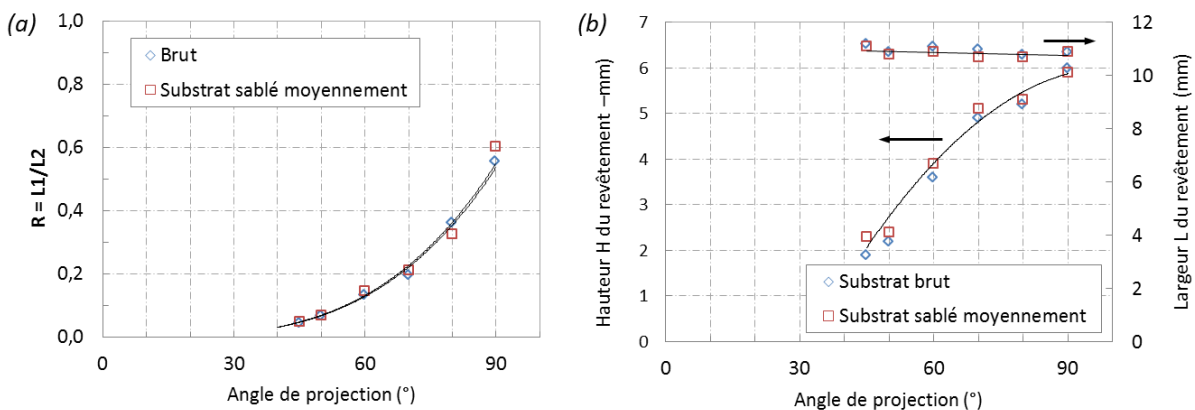 (a)
1,0
0,8
0,6
0,4
0,2
0,0
R = L1/L2
Brut
Substrat sablé moyennement
0
30
60
90
Angle de projection (°)
(b)
7
6
5
4
3
2
1
0
Hauteur H du revêtement –mm)
12
10
8
6
4
2
0
Largeur L du revêtement (mm)
Substrat brut
Substrat sablé moyennement
0
30
60
90
Angle de projection (°)